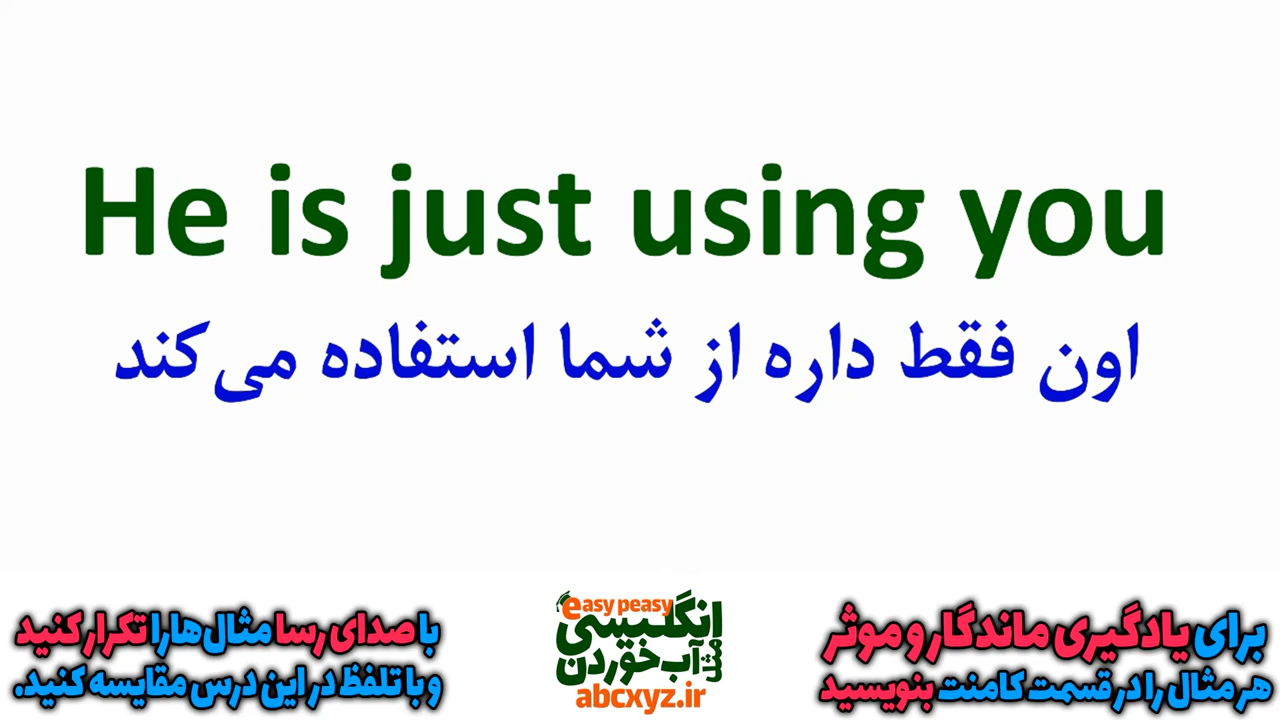 He is just using you
اون فقط داره از شما استفاده می‌کند
برای یادگیری ماندگار و موثر
هر مثال را در قسمت کامنت بنویسید
easy peasy
انگلیسی
مثل
آب خوردن
abcxyz.ir
با صدای رسا مثال‌ها را تکرار کنید
و با تلفظ در این درس مقایسه کنید.